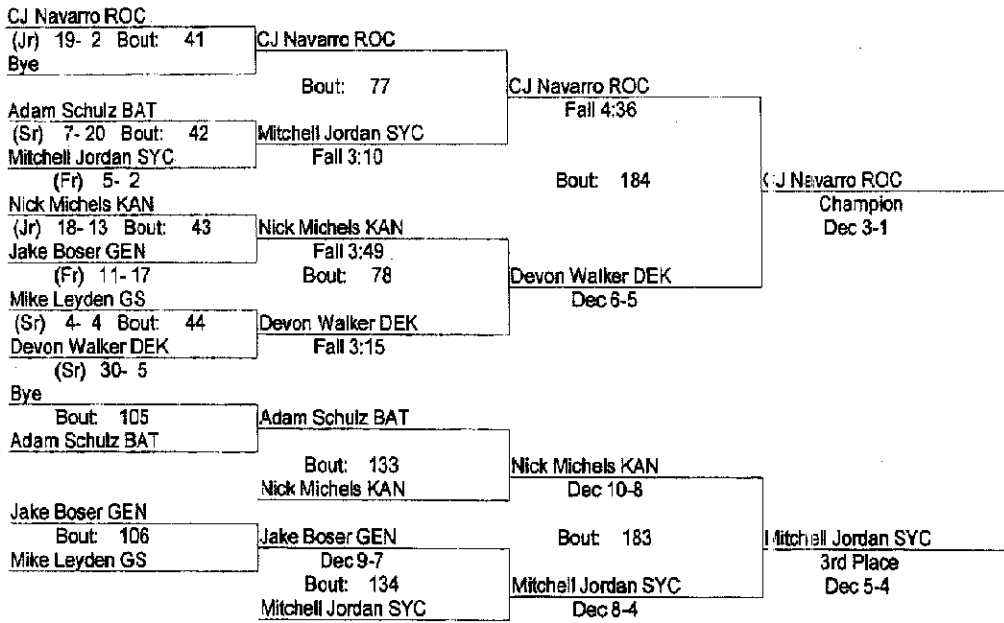 CJ Navarro ROC
(Jr) 19- 2 Bout: 41
Bye
Adam Schulz BAT
(Sr) 7- 20 Bout: 42
Mitchell Jordan SYC
(Fr) 5- 2
Nick Michels KAN
(Jr) 18- 13 Bout: 43
Jake Boser GEN
(Fr) 11- 17
Mike Leyden GS
(Sr) 4- 4 Bout: 44
Devon Walker DEK
(Sr) 30- 5
CJ Navarro ROC
Bout: 77
Mitchell Jordan SYC
Fall 3:10
Nick Michels KAN
Fall 3:49
Bout: 78
Devon Walker DEK
Fall 3:15
CJ Navarro ROC
Fall 4:36
Bout: 184
Devon Walker DEK
Dec 6-5
CJ Navarro ROC
Champion
Dec 3-1
Bye
Bout: 105
Adam Schulz BAT
Jake Boser GEN
Bout: 106
Mike Leyden GS
Adam Schulz BAT
Bout: 133
Nick Michels KAN
Jake Boser GEN
Dec 9-7
Bout: 134
Mitchell Jordan SYC
Nick Michels KAN
Dec 10-8
Bout: 183
Mitchell Jordan SYC
Dec 8-4
Mitchell Jordan SYC
3rd Place
Dec 5-4